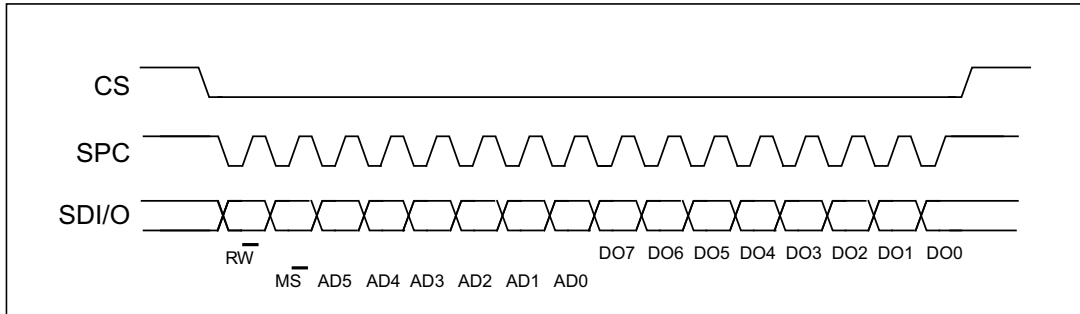 CS
SPC
SDI/O
RW̅
DO7 DO6 DO5 DO4 DO3 DO2 DO1 DO0
MS̅ AD5 AD4 AD3 AD2 AD1 AD0